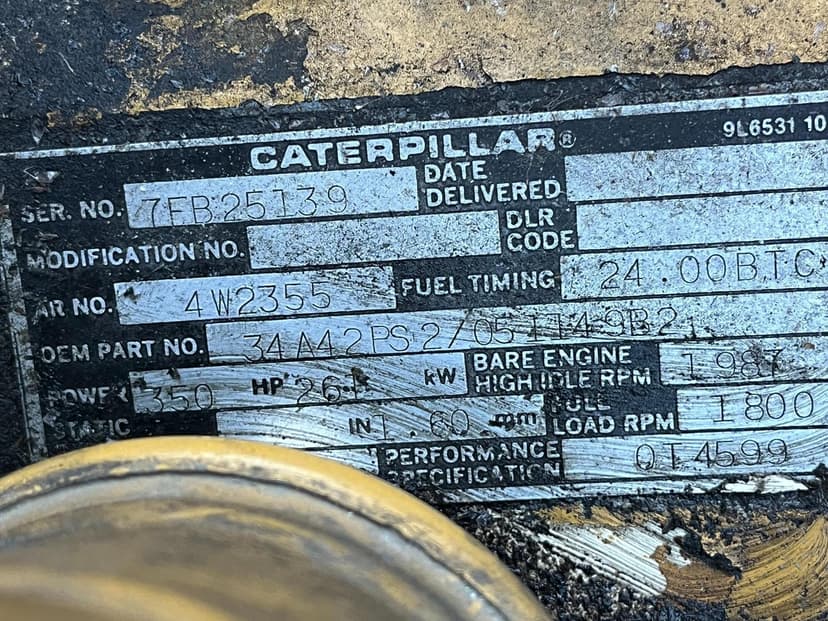 CATERPILLAR® 9L6531 10
SER. NO. 7FB25139 DATE DELIVERED
MODIFICATION NO. DLR CODE
AR NO. 4W2355 FUEL TIMING 24.00BTC
OEM PART NO.
POWER 350 HP 261 kW BARE ENGINE HIGH IDLE RPM
STATIC IN 1.60 mm FULL LOAD RPM 1800
PERFORMANCE SPECIFICATION 0T4599